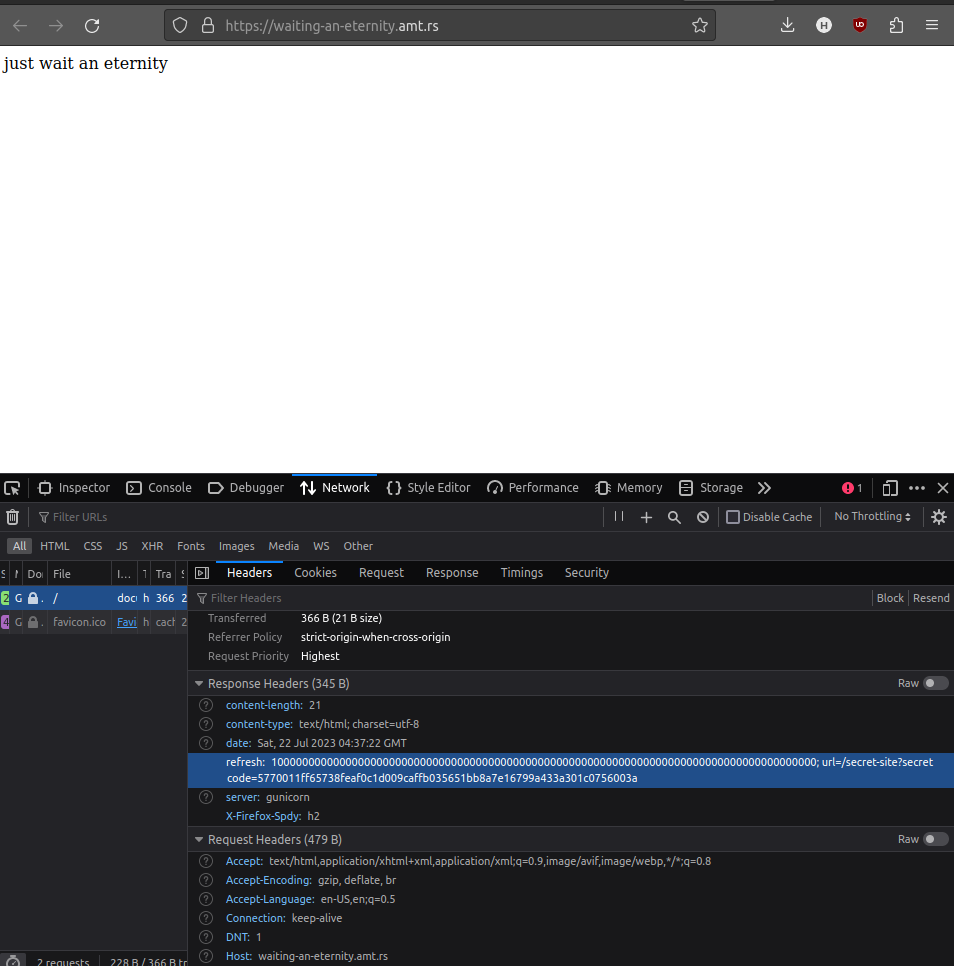 https://waiting-an-eternity.amt.rs
H
UD
just wait an eternity
Inspector Console Debugger Network Style Editor Performance Memory Storage 1
Filter URLs Disable Cache No Throttling
All HTML CSS JS XHR Fonts Images Media WS Other
S M Do File I... T Tra S Headers Cookies Request Response Timings Security
2 G . / docu h 366 2
4 G . favicon.ico Favi h cach 2
Filter Headers Block Resend
Transferred 366 B (21 B size)
Referrer Policy strict-origin-when-cross-origin
Request Priority Highest
Response Headers (345 B) Raw
content-length: 21
content-type: text/html; charset=utf-8
date: Sat, 22 Jul 2023 04:37:22 GMT
url=/secret-site?secret
code=5770011ff65738feaf0c1d009caffb035651bb8a7e16799a433a301c0756003a
server: gunicorn
X-Firefox-Spdy: h2
Request Headers (479 B) Raw
Accept: text/html,application/xhtml+xml,application/xml;q=0.9,image/avif,image/webp,*/*;q=0.8
Accept-Encoding: gzip, deflate, br
Accept-Language: en-US,en;q=0.5
Connection: keep-alive
DNT: 1
Host: waiting-an-eternity.amt.rs
2 requests 228 B / 366 B tr